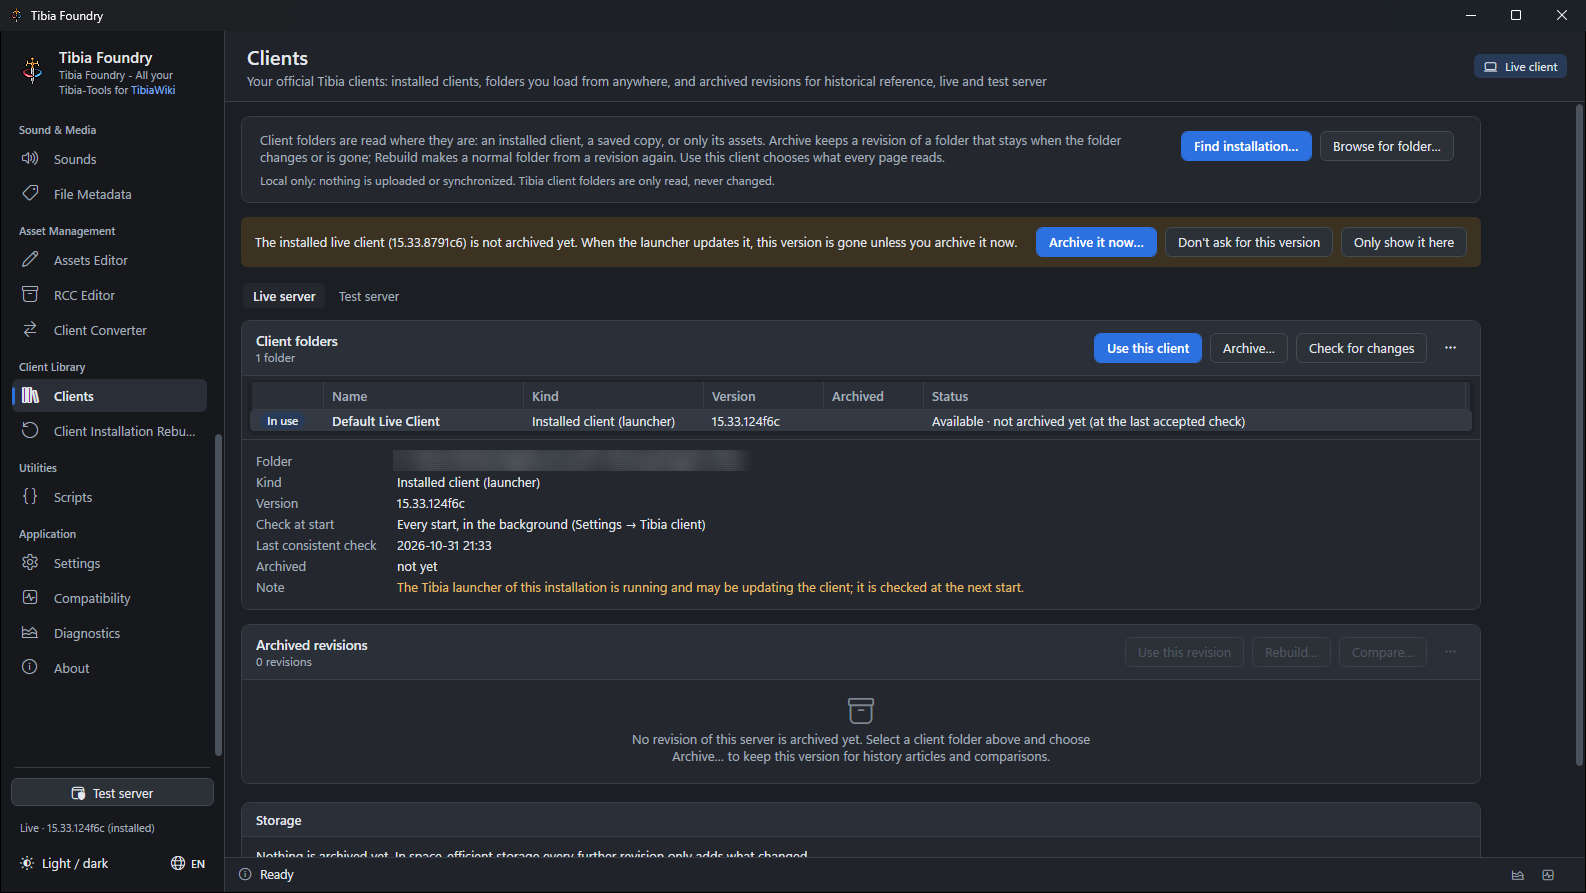 Tibia Foundry
Tibia Foundry
Tibia Foundry - All your
Tibia-Tools for TibiaWiki
Sound & Media
Sounds
File Metadata
Asset Management
Assets Editor
RCC Editor
Client Converter
Client Library
Clients
Client Installation Rebu...
Utilities
Scripts
Application
Settings
Compatibility
Diagnostics
About
Test server
Live · 15.33.124f6c (installed)
Light / dark
EN
Clients
Your official Tibia clients: installed clients, folders you load from anywhere, and archived revisions for historical reference, live and test server
Live client
Client folders are read where they are: an installed client, a saved copy, or only its assets. Archive keeps a revision of a folder that stays when the folder
changes or is gone; Rebuild makes a normal folder from a revision again. Use this client chooses what every page reads.
Local only: nothing is uploaded or synchronized. Tibia client folders are only read, never changed.
Find installation...
Browse for folder...
The installed live client (15.33.8791c6) is not archived yet. When the launcher updates it, this version is gone unless you archive it now.
Archive it now...
Don't ask for this version
Only show it here
Live server
Test server
Client folders
1 folder
Use this client
Archive...
Check for changes
Name Kind Version Archived Status
In use Default Live Client Installed client (launcher) 15.33.124f6c Available · not archived yet (at the last accepted check)
Folder
Kind Installed client (launcher)
Version 15.33.124f6c
Check at start Every start, in the background (Settings → Tibia client)
Last consistent check 2026-10-31 21:33
Archived not yet
Note The Tibia launcher of this installation is running and may be updating the client; it is checked at the next start.
Archived revisions
0 revisions
Use this revision
Rebuild...
Compare...
No revision of this server is archived yet. Select a client folder above and choose
Archive... to keep this version for history articles and comparisons.
Storage
Nothing is archived yet. In space-efficient storage every further revision only adds what changed.
Ready